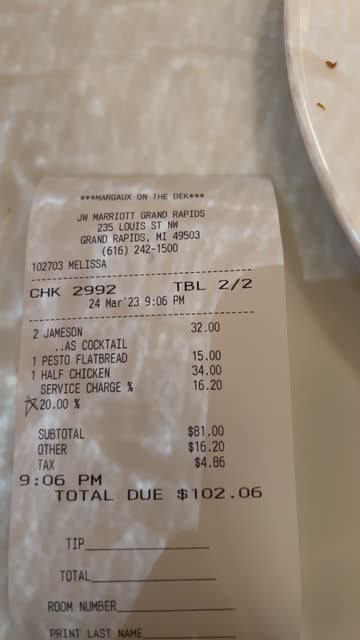 ***MARGAUX ON THE DEK***
JW MARRIOTT GRAND RAPIDS
235 LOUIS ST NW
GRAND RAPIDS, MI 49503
(616) 242-1500
102703 MELISSA
CHK 2992 TBL 2/2
24 Mar'23 9:06 PM
2 JAMESON 32.00
..AS COCKTAIL
1 PESTO FLATBREAD 15.00
1 HALF CHICKEN 34.00
SERVICE CHARGE % 16.20
20.00 %
SUBTOTAL $81.00
OTHER $16.20
TAX $4.86
9:06 PM
TOTAL DUE $102.06
TIP
TOTAL
ROOM NUMBER
PRINT LAST NAME